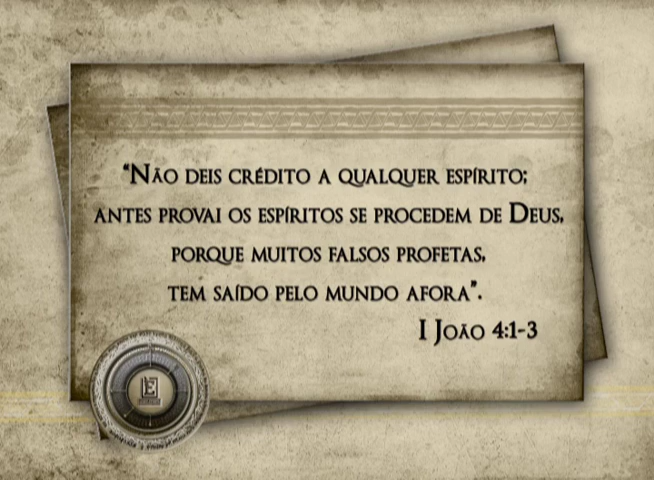 “Não deis crédito a qualquer espírito;
antes provai os espíritos se procedem de Deus,
porque muitos falsos profetas,
tem saído pelo mundo afora”.
I João 4:1-3